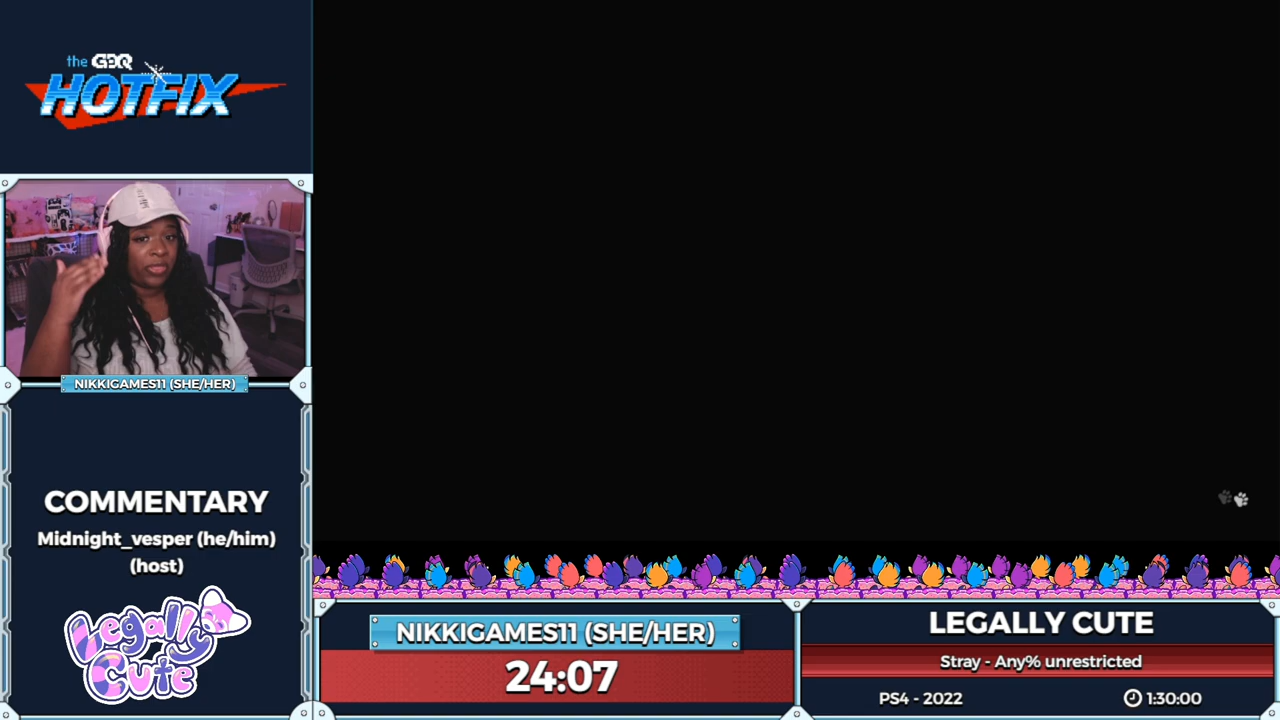 the GDQ
HOTFIX
NIKKIGAMES11 (SHE/HER)
COMMENTARY
Midnight_vesper (he/him)
(host)
Legally
Cute
NIKKIGAMES11 (SHE/HER)
24:07
LEGALLY CUTE
Stray - Any% unrestricted
PS4 - 2022
1:30:00